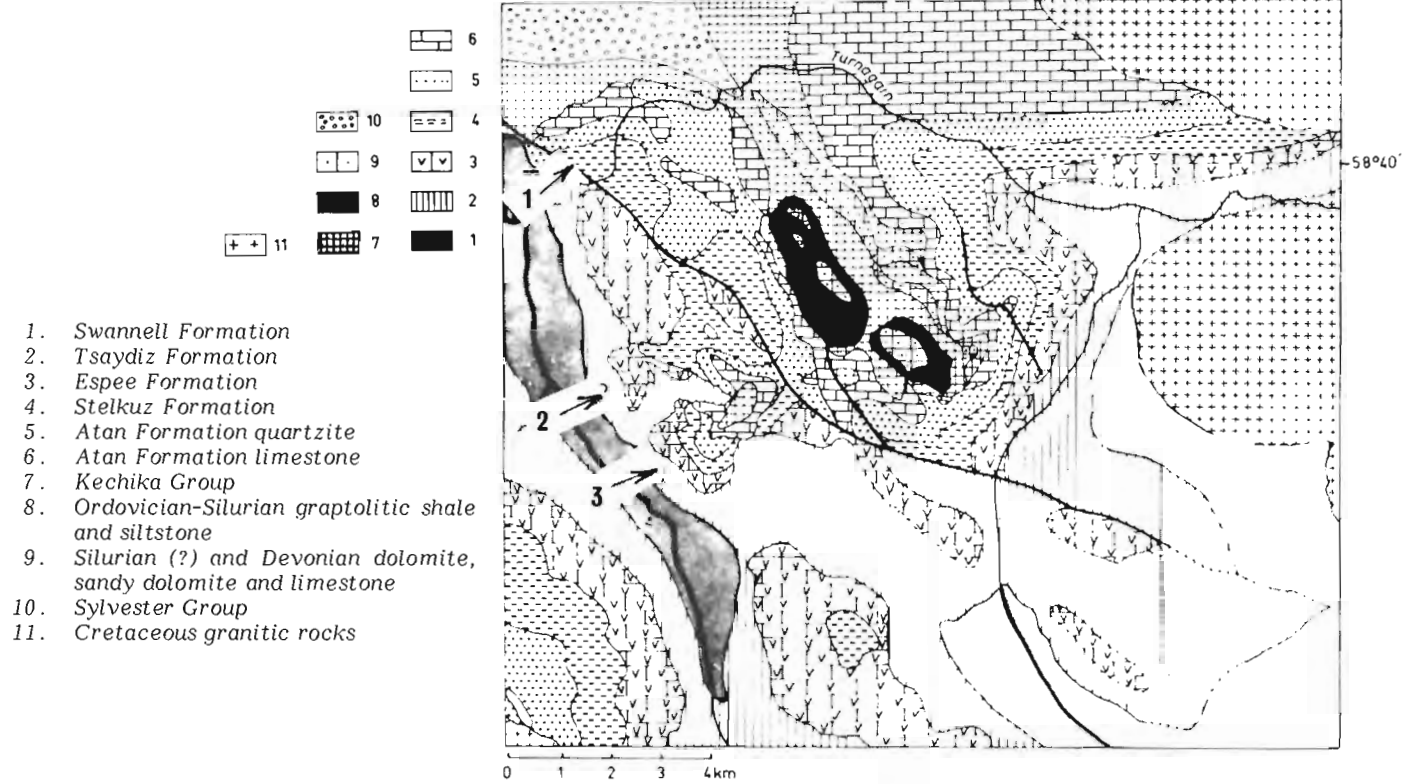 6
5
10 4
9 3
8 2
11 7 1
1. Swannell Formation
2. Tsaydiz Formation
3. Espee Formation
4. Stelkuz Formation
5. Atan Formation quartzite
6. Atan Formation limestone
7. Kechika Group
8. Ordovician-Silurian graptolitic shale
and siltstone
9. Silurian (?) and Devonian dolomite,
sandy dolomite and limestone
10. Sylvester Group
11. Cretaceous granitic rocks
Turnagain
58°40'
1
2
3
0 1 2 3 4km